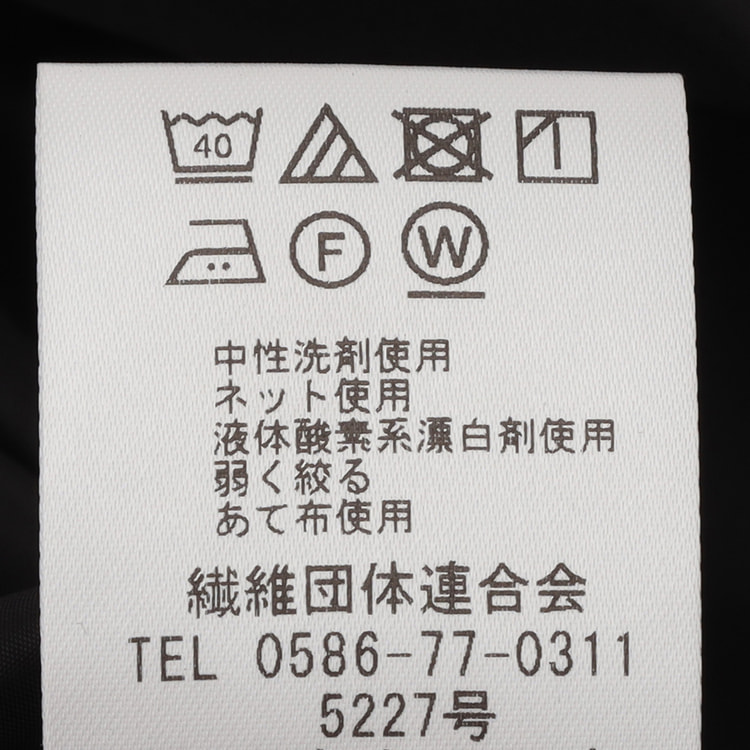 40
F W
中性洗剤使用
ネット使用
液体酸素系漂白剤使用
弱く絞る
あて布使用
繊維団体連合会
TEL 0586-77-0311
5227号